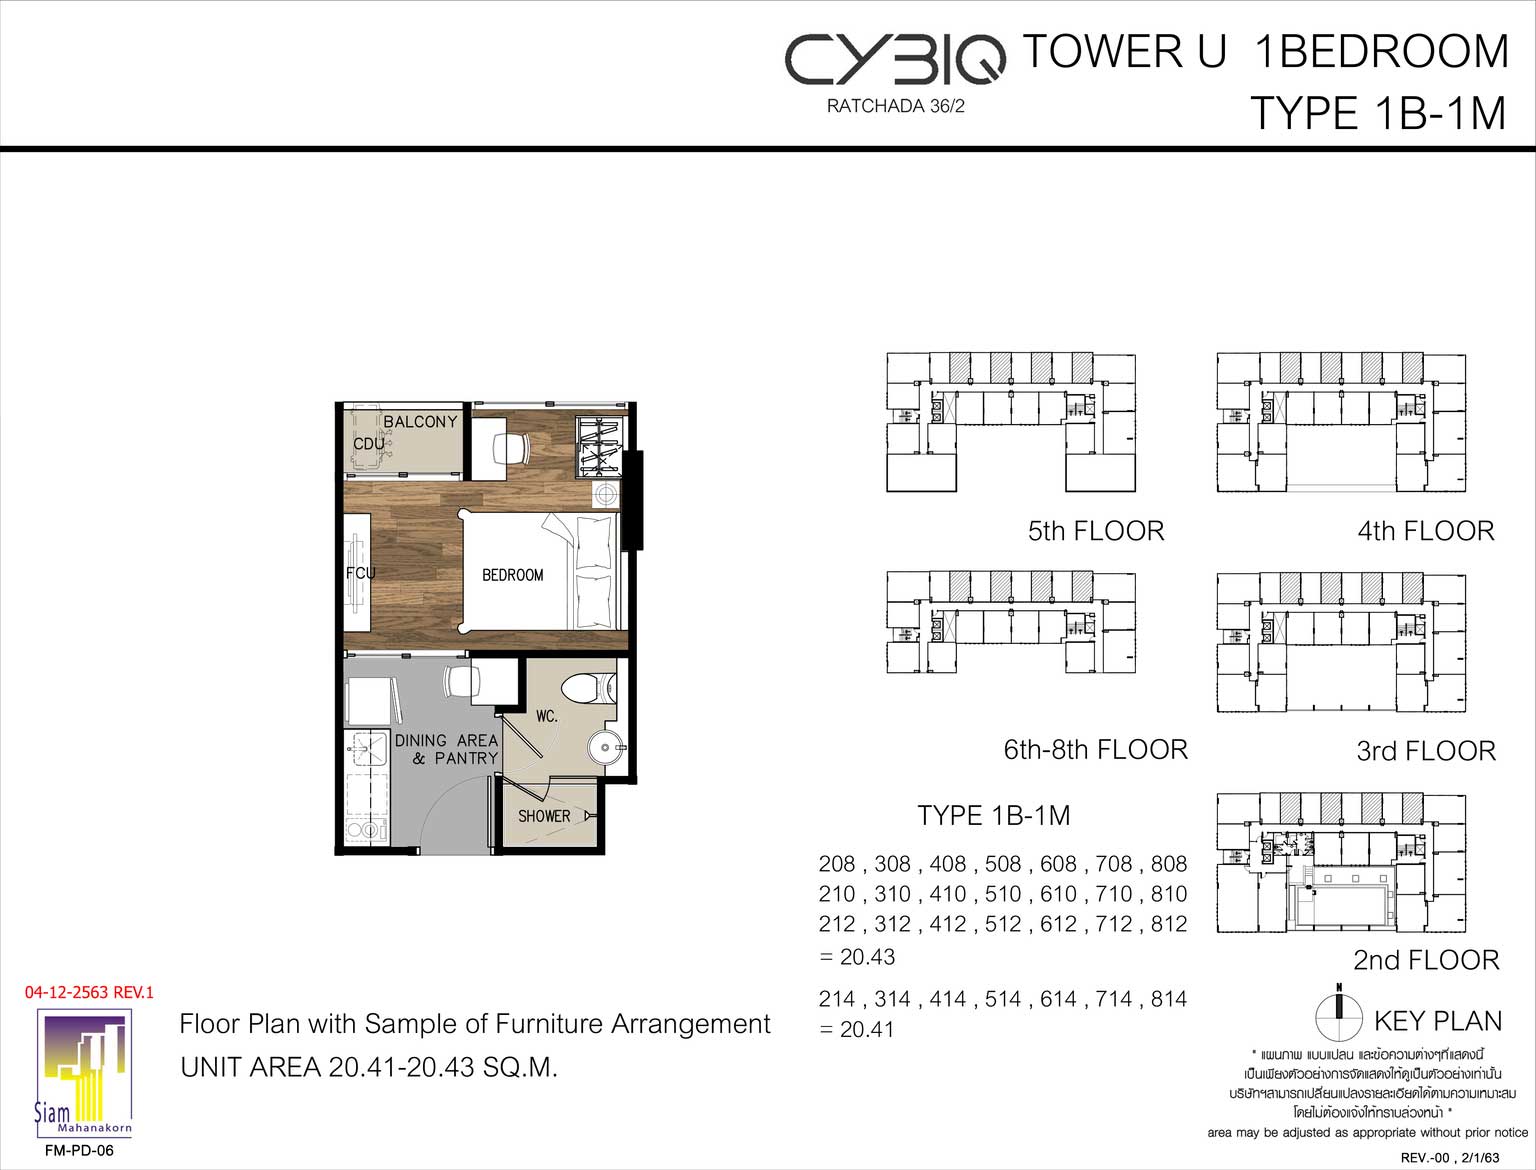 CYBIQ TOWER U 1BEDROOM
RATCHADA 36/2
TYPE 1B-1M
BALCONY
CDU
FCU
BEDROOM
WC.
DINING AREA
& PANTRY
SHOWER
5th FLOOR
4th FLOOR
6th-8th FLOOR
3rd FLOOR
2nd FLOOR
TYPE 1B-1M
208 , 308 , 408 , 508 , 608 , 708 , 808
210 , 310 , 410 , 510 , 610 , 710 , 810
212 , 312 , 412 , 512 , 612 , 712 , 812
= 20.43
214 , 314 , 414 , 514 , 614 , 714 , 814
= 20.41
N
KEY PLAN
* แผนภาพ แบบแปลน และข้อความต่างๆที่แสดงนี้
เป็นเพียงตัวอย่างการจัดแสดงให้ดูเป็นตัวอย่างเท่านั้น
บริษัทฯสามารถเปลี่ยนแปลงรายละเอียดได้ตามความเหมาะสม
โดยไม่ต้องแจ้งให้ทราบล่วงหน้า *
area may be adjusted as appropriate without prior notice
REV.-00 , 2/1/63
04-12-2563 REV.1
Siam
Mahanakorn
FM-PD-06
Floor Plan with Sample of Furniture Arrangement
UNIT AREA 20.41-20.43 SQ.M.